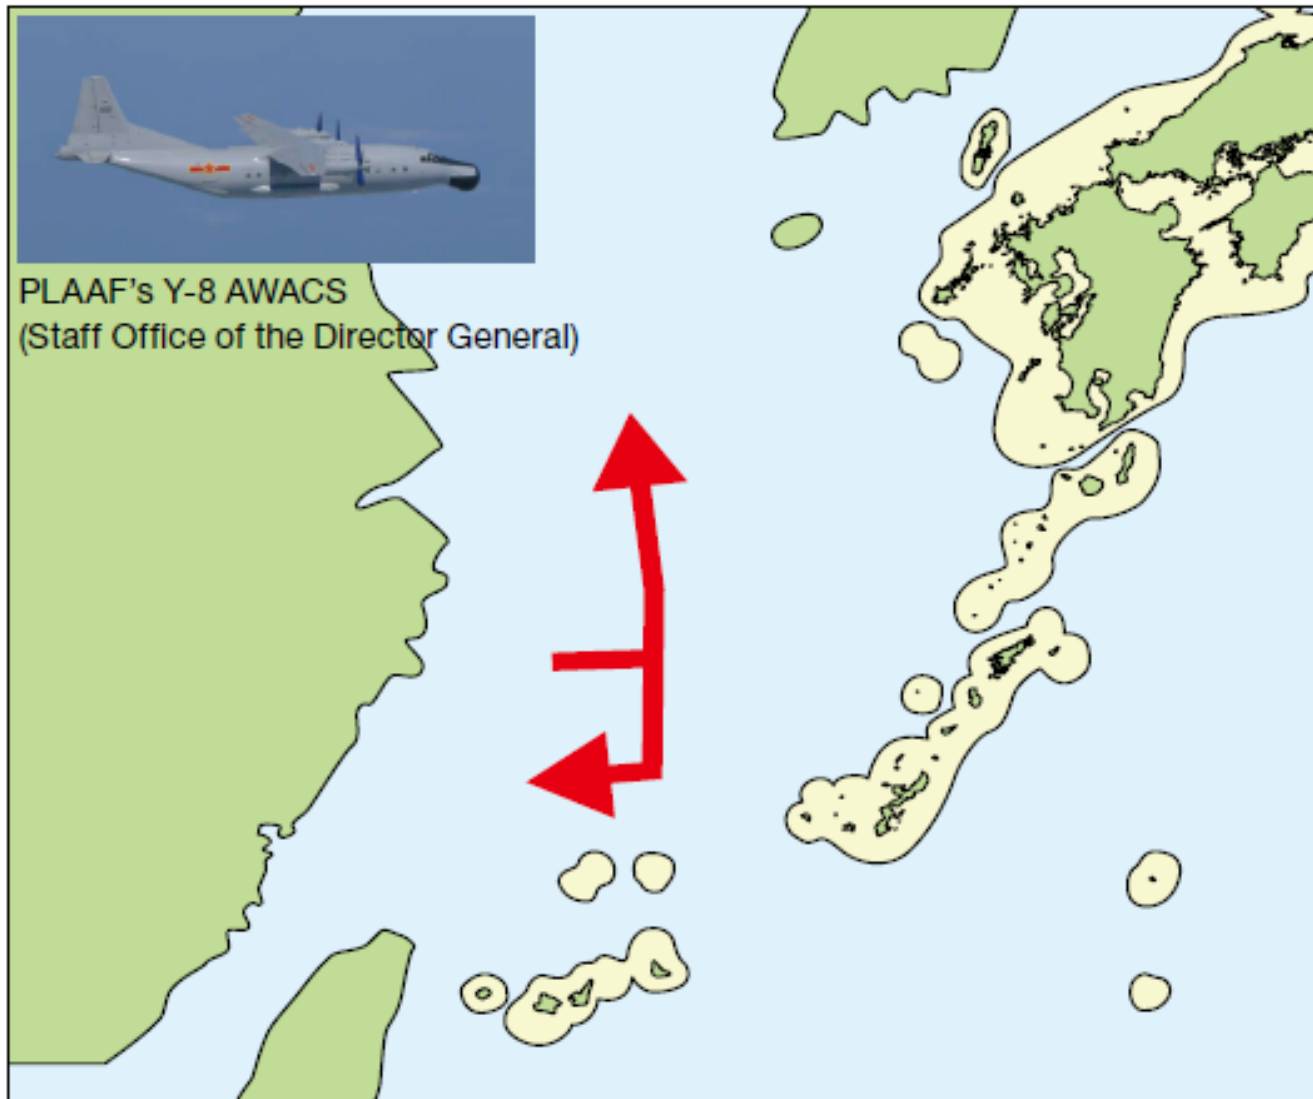 PLAAF's Y-8 AWACS
(Staff Office of the Director General)